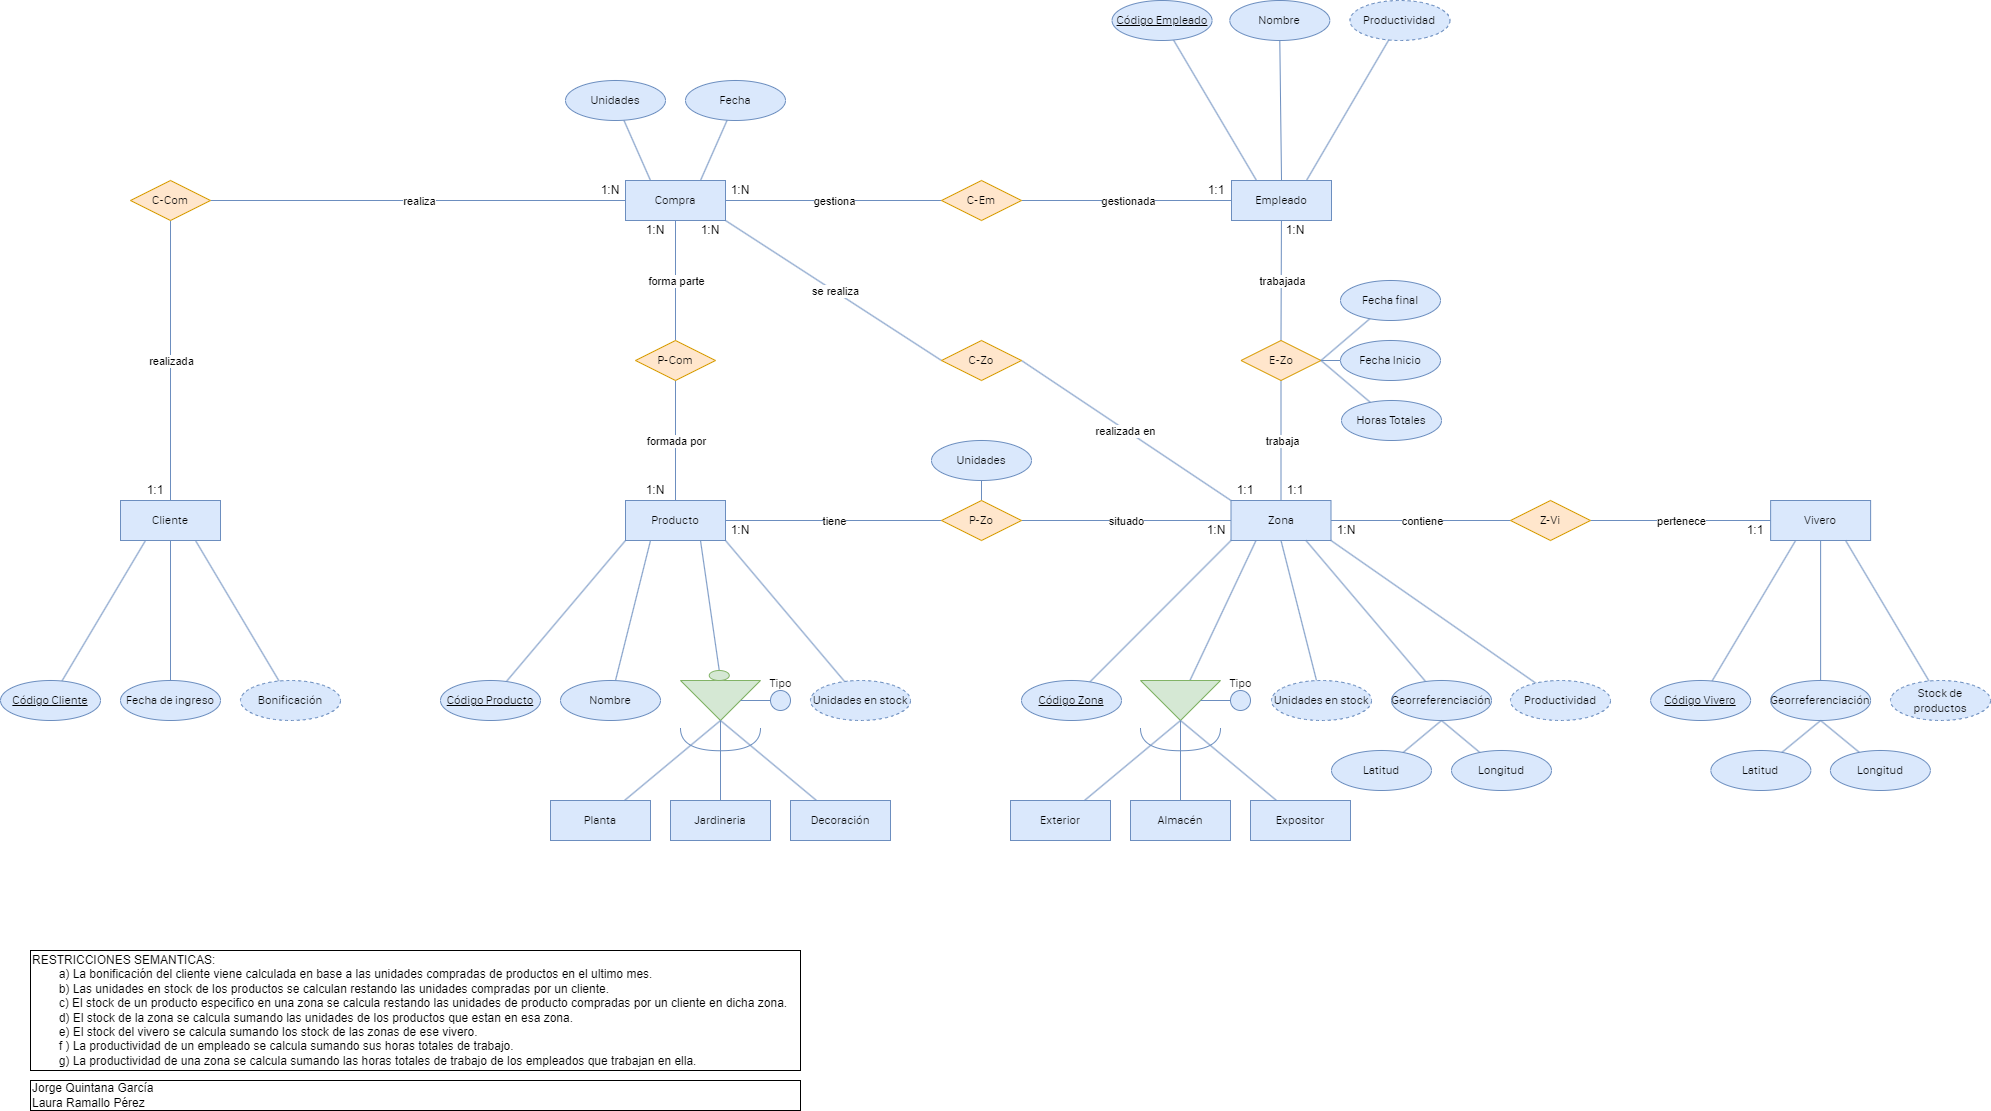 Código Empleado
Nombre
Productividad
Unidades
Fecha
C-Com
realiza
1:N
Compra
1:N
gestiona
C-Em
gestionada
1:1
Empleado
1:N
1:N
1:N
forma parte
se realiza
trabajada
Fecha final
realizada
P-Com
C-Zo
E-Zo
Fecha Inicio
Horas Totales
formada por
realizada en
trabaja
Unidades
1:1
1:N
1:1
1:1
Cliente
Producto
1:N
tiene
P-Zo
situado
1:N
Zona
1:N
contiene
Z-Vi
pertenece
1:1
Vivero
Código Cliente
Fecha de ingreso
Bonificación
Código Producto
Nombre
Tipo
Unidades en stock
Código Zona
Tipo
Unidades en stock
Georreferenciación
Productividad
Código Vivero
Georreferenciación
Stock de
productos
Latitud
Longitud
Latitud
Longitud
Planta
Jardineria
Decoración
Exterior
Almacén
Expositor
RESTRICCIONES SEMANTICAS:
a) La bonificación del cliente viene calculada en base a las unidades compradas de productos en el ultimo mes.
b) Las unidades en stock de los productos se calculan restando las unidades compradas por un cliente.
c) El stock de un producto especifico en una zona se calcula restando las unidades de producto compradas por un cliente en dicha zona.
d) El stock de la zona se calcula sumando las unidades de los productos que estan en esa zona.
e) El stock del vivero se calcula sumando los stock de las zonas de ese vivero.
f ) La productividad de un empleado se calcula sumando sus horas totales de trabajo.
g) La productividad de una zona se calcula sumando las horas totales de trabajo de los empleados que trabajan en ella.
Jorge Quintana García
Laura Ramallo Pérez